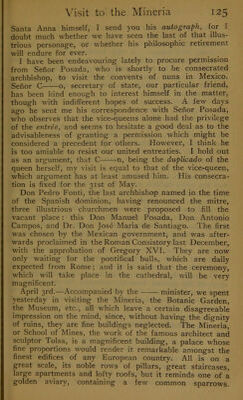 Visit to the Mineria 125
Santa Anna himself, I send you his autograph, for I
doubt much whether we have seen the last of that illus-
trious personage, or whether his philosophic retirement
will endure for ever.
I have been endeavouring lately to procure permission
from Señor Posada, who is shortly to be consecrated
archbishop, to visit the convents of nuns in Mexico.
Señor C——o, secretary of state, our particular friend,
has been kind enough to interest himself in the matter,
though with indifferent hopes of success. A few days
ago he sent me his correspondence with Señor Posada,
who observes that the vice-queens alone had the privilege
of the entrée, and seems to hesitate a good deal as to the
advisableness of granting a permission which might be
considered a precedent for others. However, I think he
is too amiable to resist our united entreaties. I hold out
as an argument, that C——n, being the duplicado of the
queen herself, my visit is equal to that of the vice-queen,
which argument has at least amused him. His consecra-
tion is fixed for the 31st of May.
Don Pedro Fonti, the last archbishop named in the time
of the Spanish dominion, having renounced the mitre,
three illustrious churchmen were proposed to fill the
vacant place: this Don Manuel Posada, Don Antonio
Campos, and Dr. Don José Maria de Santiago. The first
was chosen by the Mexican government, and was after-
wards proclaimed in the Roman Consistory last December,
with the approbation of Gregory XVI. They are now
only waiting for the pontifical bulls, which are daily
expected from Rome; and it is said that the ceremony,
which will take place in the cathedral, will be very
magnificent.
April 3rd.—Accompanied by the —— minister, we spent
yesterday in visiting the Mineria, the Botanic Garden,
the Museum, etc., all which leave a certain disagreeable
impression on the mind, since, without having the dignity
of ruins, they are fine buildings neglected. The Mineria,
or School of Mines, the work of the famous architect and
sculptor Tolsa, is a magnificent building, a palace whose
fine proportions would render it remarkable amongst the
finest edifices of any European country. All is on a
great scale, its noble rows of pillars, great staircases,
large apartments and lofty roofs, but it reminds one of a
golden aviary, containing a few common sparrows.